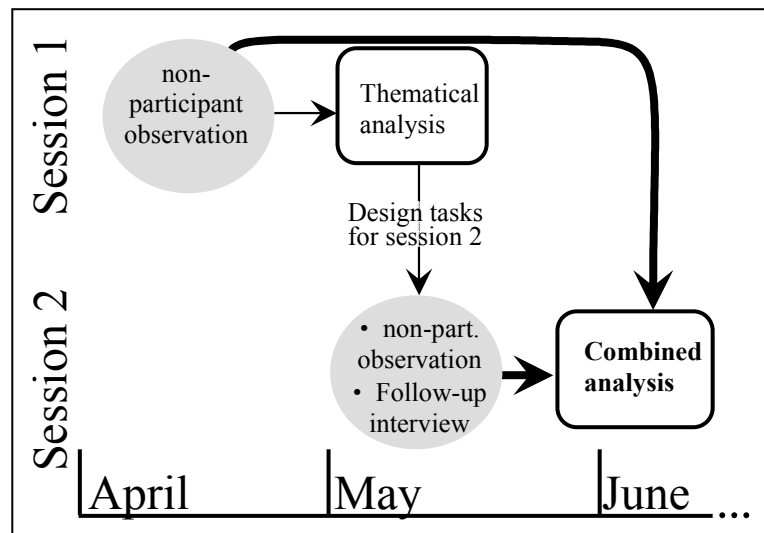 Session 1
non-
participant
observation
Thematical
analysis
Design tasks
for session 2
Session 2
• non-part.
observation
• Follow-up
interview
Combined
analysis
April
May
June ...